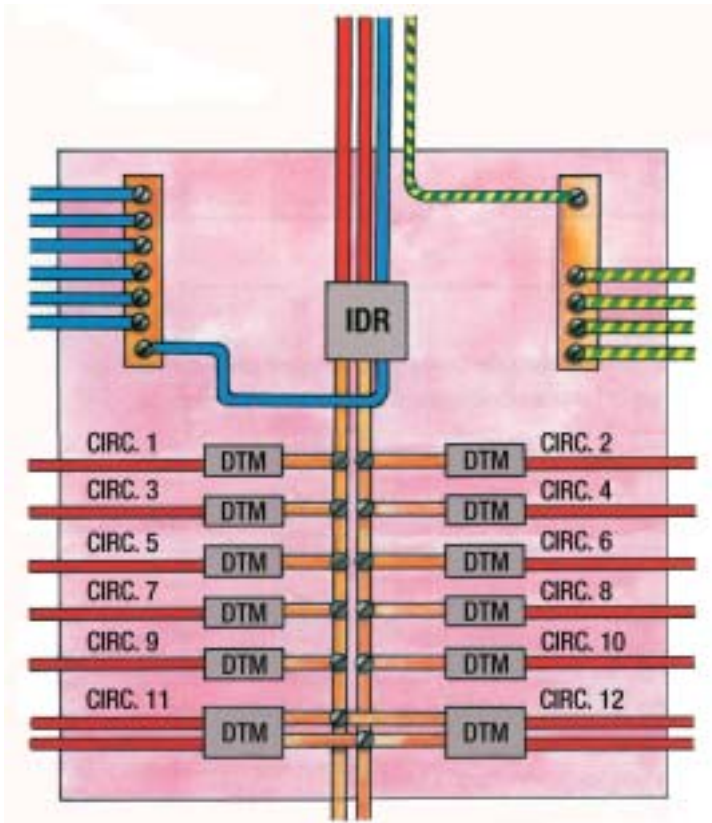 IDR
CIRC. 1
CIRC. 2
DTM
DTM
CIRC. 3
CIRC. 4
DTM
DTM
CIRC. 5
CIRC. 6
DTM
DTM
CIRC. 7
CIRC. 8
DTM
DTM
CIRC. 9
CIRC. 10
DTM
DTM
CIRC. 11
CIRC. 12
DTM
DTM